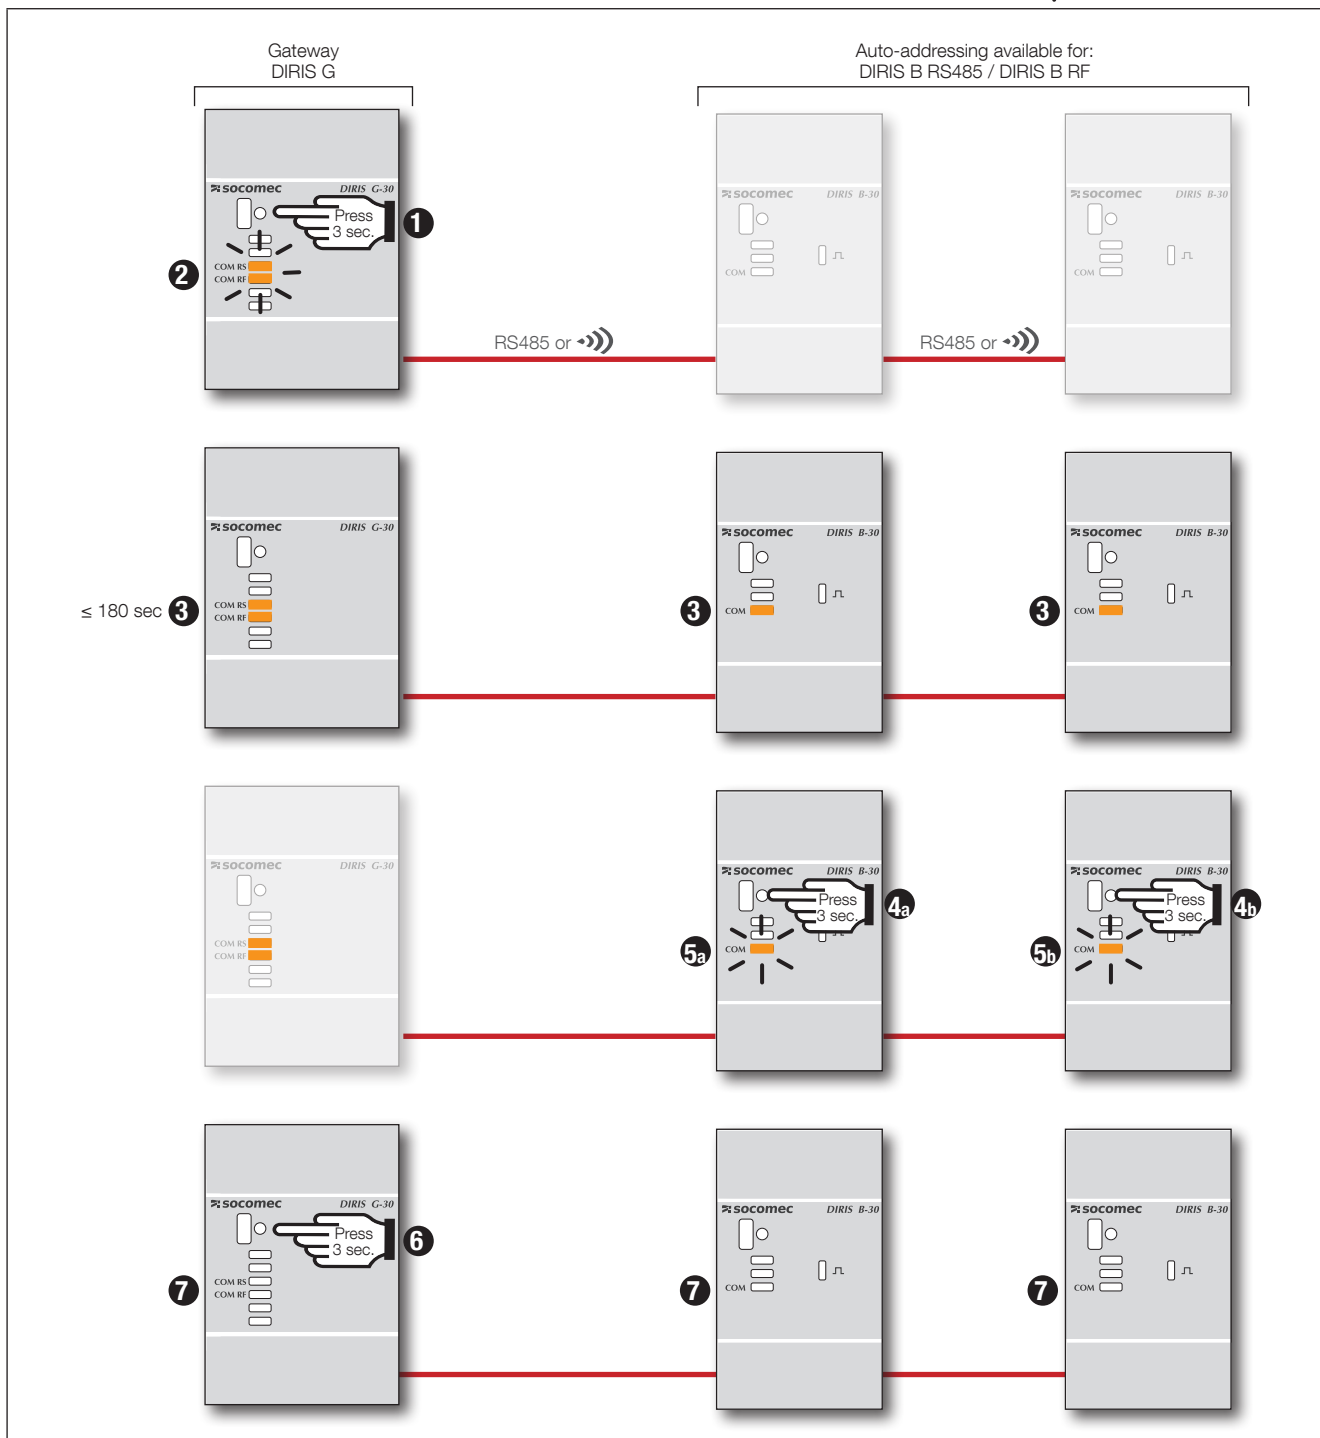 Gateway
DIRIS G
Auto-addressing available for:
DIRIS B RS485 / DIRIS B RF
socomec DIRIS G-30
Press
3 sec.
1
2
COM RS
COM RF
socomec DIRIS B-30
COM
socomec DIRIS B-30
COM
RS485 or
RS485 or
socomec DIRIS G-30
≤ 180 sec 3
COM RS
COM RF
socomec DIRIS B-30
3
COM
socomec DIRIS B-30
3
COM
socomec DIRIS G-30
COM RS
COM RF
socomec DIRIS B-30
Press
3 sec.
4a
5a
COM
socomec DIRIS B-30
Press
3 sec.
4b
5b
COM
socomec DIRIS G-30
Press
3 sec.
6
7
COM RS
COM RF
socomec DIRIS B-30
7
COM
socomec DIRIS B-30
7
COM